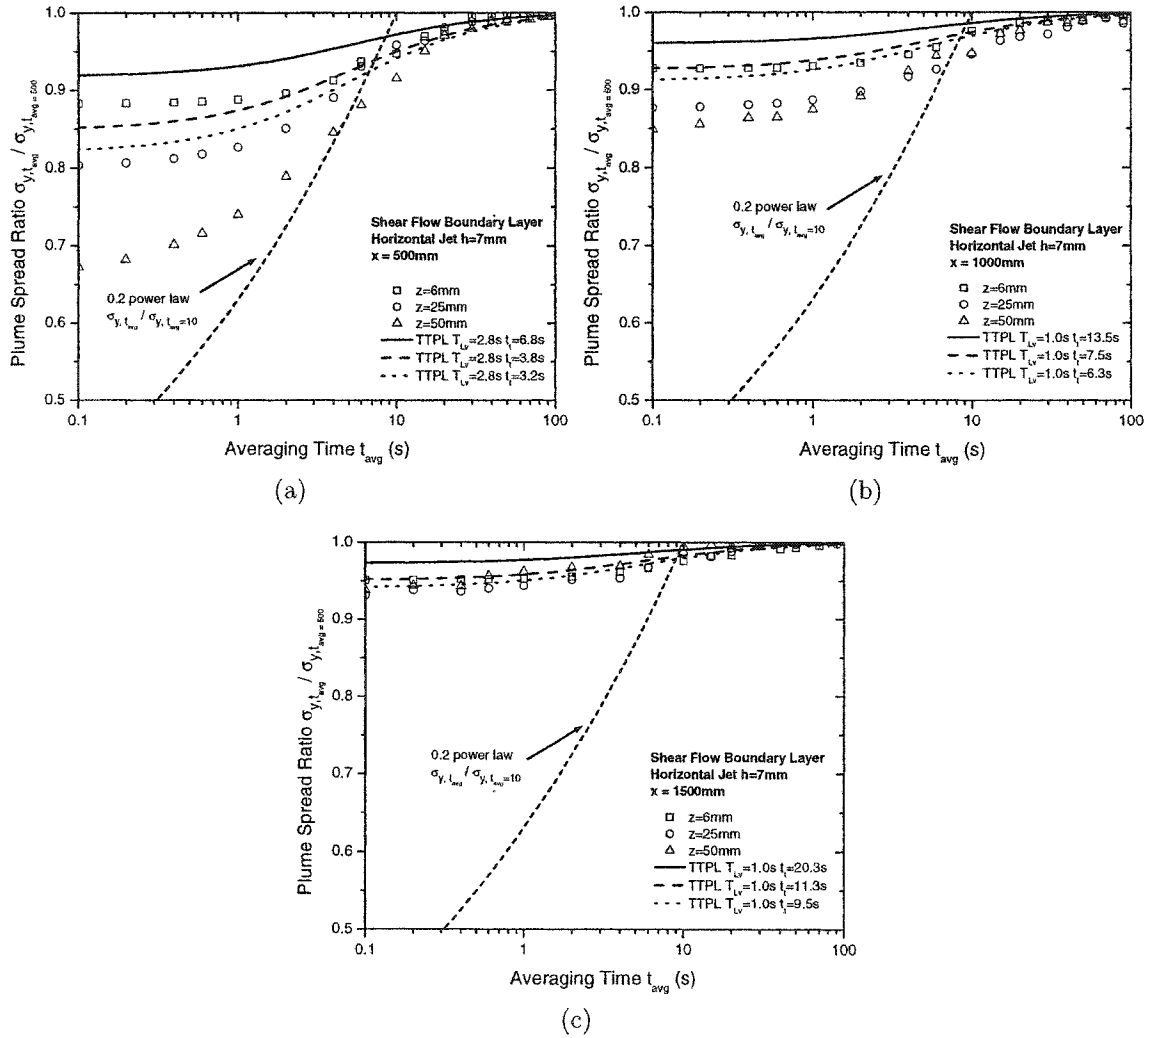 Plume Spread Ratio σy,tavg / σy,tavg = 600
1.0
0.9
0.8
0.7
0.6
0.5
0.2 power law
σy, tavg / σy, tavg=10
Shear Flow Boundary Layer
Horizontal Jet h=7mm
x = 500mm
z=6mm
z=25mm
z=50mm
TTPL TLv=2.8s tt=6.8s
TTPL TLv=2.8s tt=3.8s
TTPL TLv=2.8s tt=3.2s
0.1 1 10 100
Averaging Time tavg (s)
(a)
Plume Spread Ratio σy,tavg / σy,tavg = 600
1.0
0.9
0.8
0.7
0.6
0.5
0.2 power law
σy, tavg / σy, tavg=10
Shear Flow Boundary Layer
Horizontal Jet h=7mm
x = 1000mm
z=6mm
z=25mm
z=50mm
TTPL TLv=1.0s tt=13.5s
TTPL TLv=1.0s tt=7.5s
TTPL TLv=1.0s tt=6.3s
0.1 1 10 100
Averaging Time tavg (s)
(b)
Plume Spread Ratio σy,tavg / σy,tavg = 600
1.0
0.9
0.8
0.7
0.6
0.5
0.2 power law
σy, tavg / σy, tavg=10
Shear Flow Boundary Layer
Horizontal Jet h=7mm
x = 1500mm
z=6mm
z=25mm
z=50mm
TTPL TLv=1.0s tt=20.3s
TTPL TLv=1.0s tt=11.3s
TTPL TLv=1.0s tt=9.5s
0.1 1 10 100
Averaging Time tavg (s)
(c)